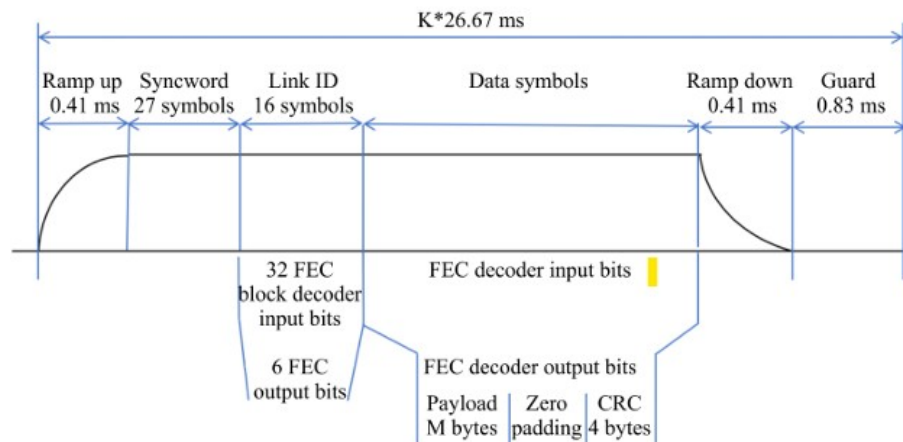 K*26.67 ms
Ramp up
0.41 ms
Syncword
27 symbols
Link ID
16 symbols
Data symbols
Ramp down
0.41 ms
Guard
0.83 ms
32 FEC
block decoder
input bits
FEC decoder input bits
6 FEC
output bits
FEC decoder output bits
Payload
M bytes
Zero
padding
CRC
4 bytes